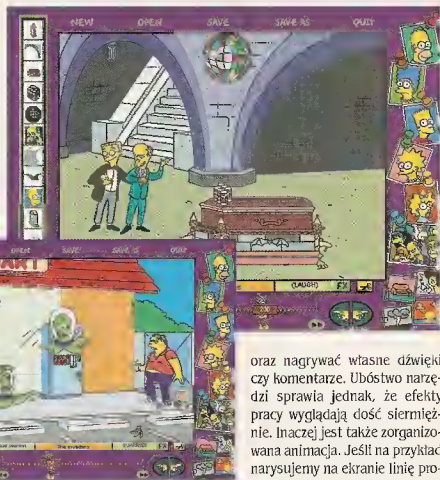 NEW OPEN SAVE SAVE AS QUIT
(LAUGH) FX
OPEN SAVE SAVE AS QUIT
oraz nagrywać własne dźwięki
czy komentarze. Ubóstwo narzę-
dzi sprawia jednak, że efekty
pracy wyglądają dość siermięż-
nie. Inaczej jest także zorganizo-
wana animacja. Jeśli na przykład
narysujemy na ekranie linię pro-